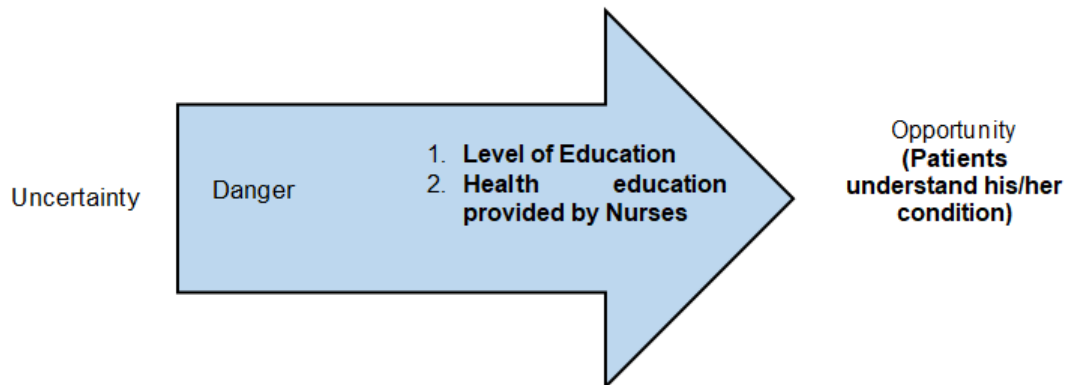 Uncertainty
Danger
1. Level of Education
2. Health education
provided by Nurses
Opportunity
(Patients
understand his/her
condition)